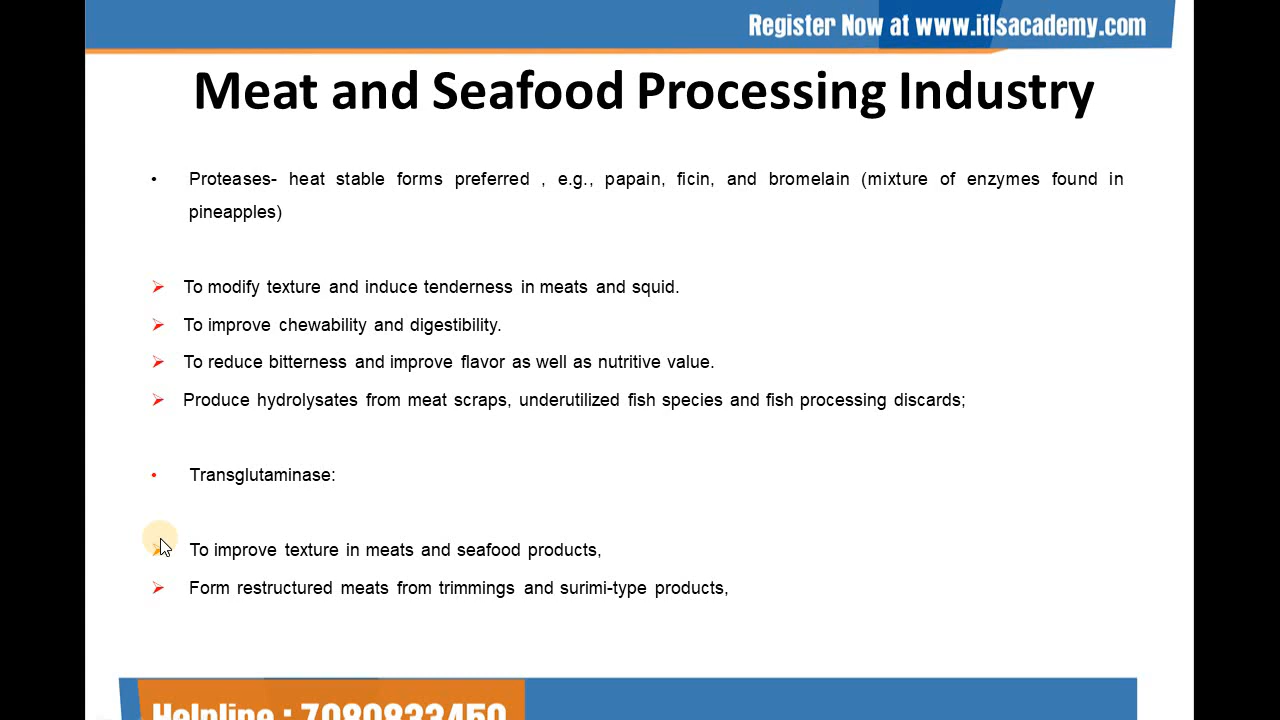 Register Now at www.itlsacademy.com
Meat and Seafood Processing Industry
• Proteases- heat stable forms preferred , e.g., papain, ficin, and bromelain (mixture of enzymes found in
pineapples)
➢ To modify texture and induce tenderness in meats and squid.
➢ To improve chewability and digestibility.
➢ To reduce bitterness and improve flavor as well as nutritive value.
➢ Produce hydrolysates from meat scraps, underutilized fish species and fish processing discards;
• Transglutaminase:
➢ To improve texture in meats and seafood products,
➢ Form restructured meats from trimmings and surimi-type products,
Helpline : 7080833450